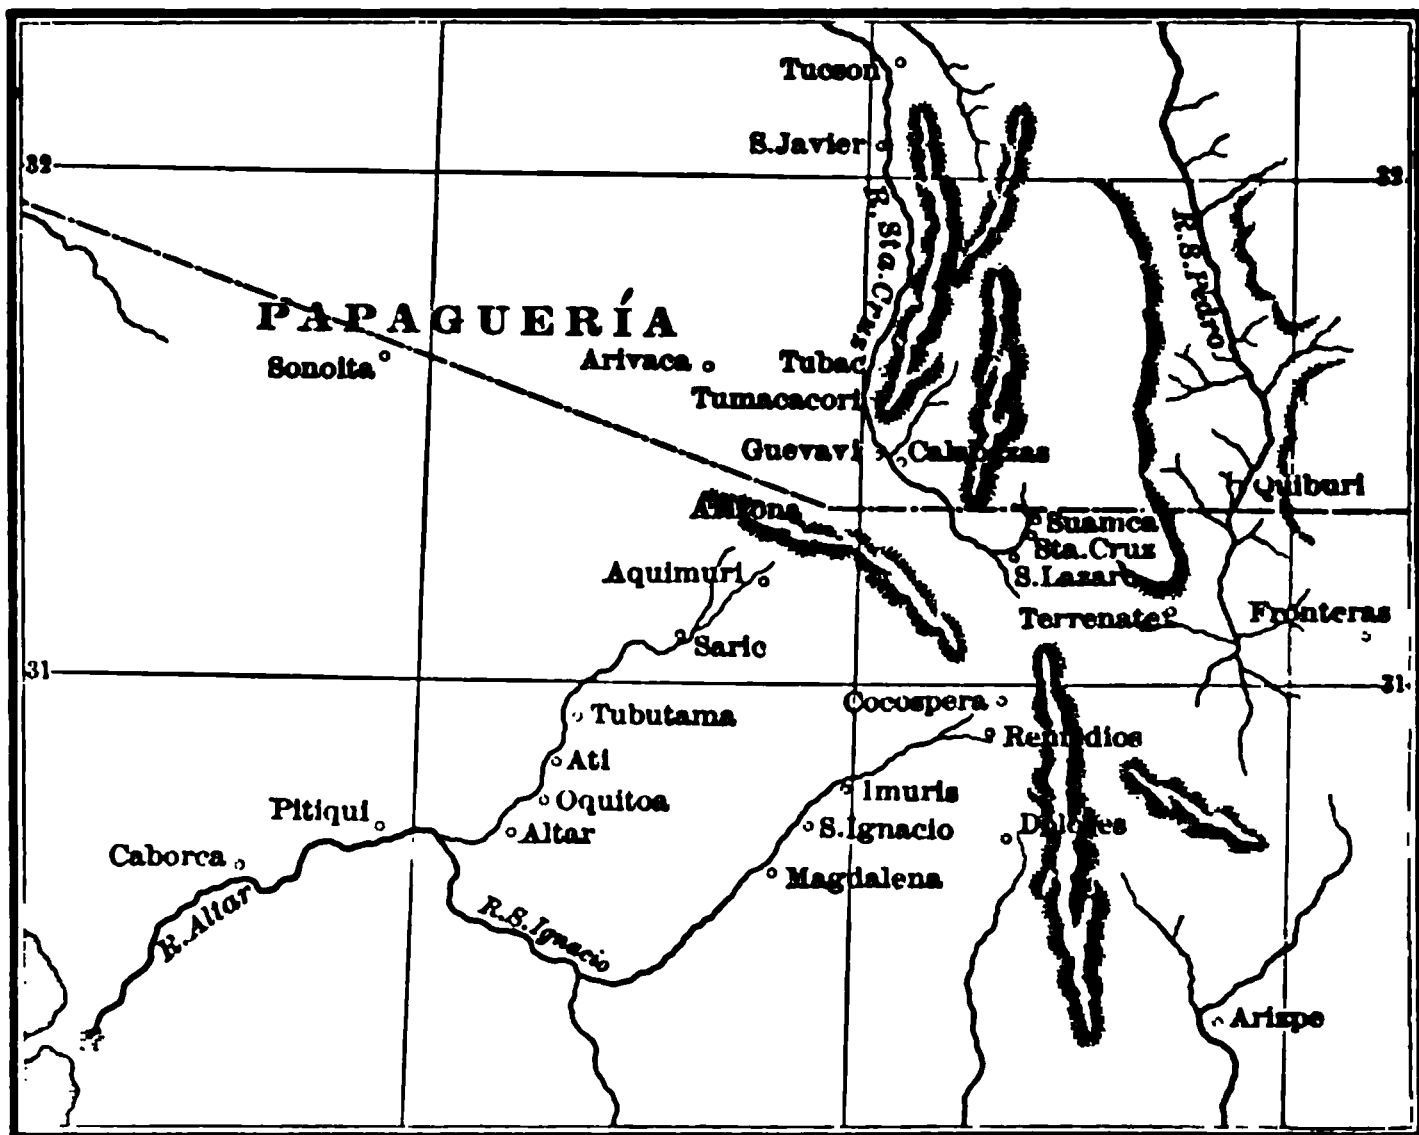 Tucson
S.Javier
32
32
R. Sta. Cruz
R. S. Pedro
PAPAGUERÍA
Sonoita
Arivaca
Tubac
Tumacacori
Guevavi
Calabazas
Quiburi
Arizona
Suamca
Sta. Cruz
S. Lazaro
Aquimuri
Terrenate
Fronteras
Saric
31
31
Cocospera
Tubutama
Remedios
Ati
Imuris
Oquitoa
Pitiqui
S. Ignacio
Dolores
Altar
Caborca
Magdalena
R. Altar
R. S. Ignacio
Arizpe